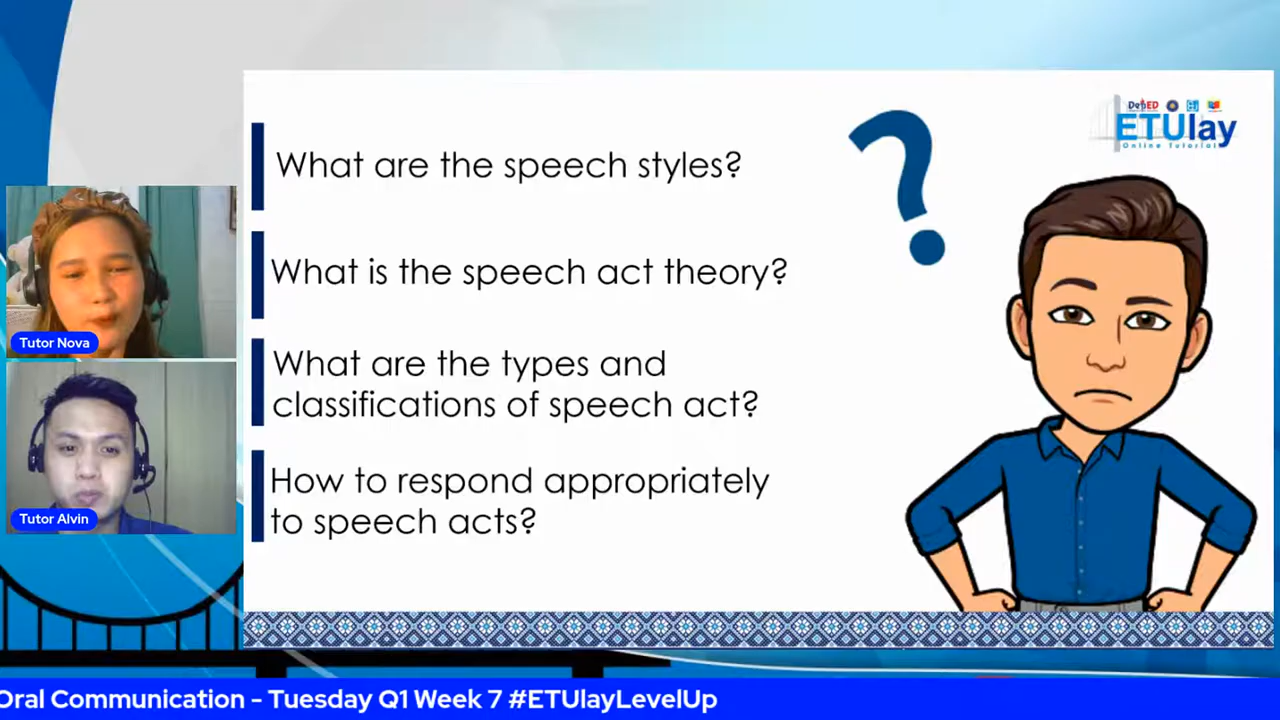 What are the speech styles?
What is the speech act theory?
What are the types and
classifications of speech act?
How to respond appropriately
to speech acts?
DepED
ETUlay
Online Tutorial
Tutor Nova
Tutor Alvin
Oral Communication - Tuesday Q1 Week 7 #ETUlayLevelUp